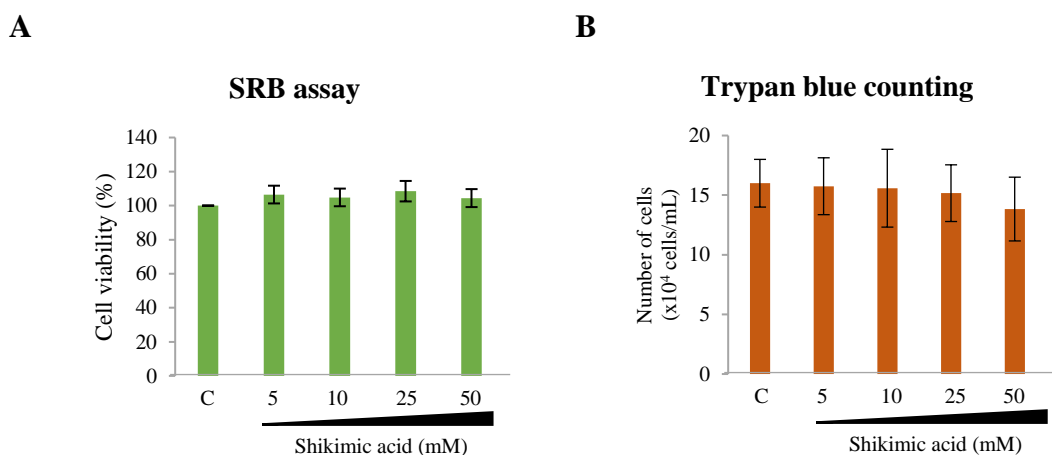 A
SRB assay
Cell viability (%)
140
120
100
80
60
40
20
0
C 5 10 25 50
Shikimic acid (mM)
B
Trypan blue counting
Number of cells
(x10⁴ cells/mL)
20
15
10
5
0
C 5 10 25 50
Shikimic acid (mM)